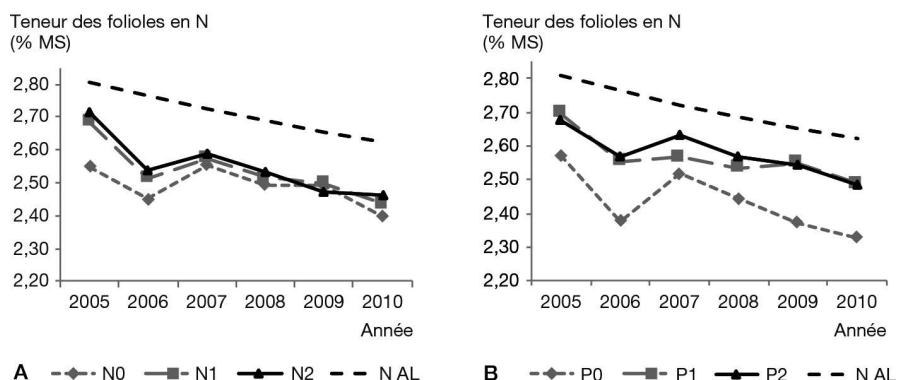 Teneur des folioles en N
(% MS)
2,80
2,70
2,60
2,50
2,40
2,30
2,20
2005 2006 2007 2008 2009 2010
Année
A N0 N1 N2 N AL
Teneur des folioles en N
(% MS)
2,80
2,70
2,60
2,50
2,40
2,30
2,20
2005 2006 2007 2008 2009 2010
Année
B P0 P1 P2 N AL